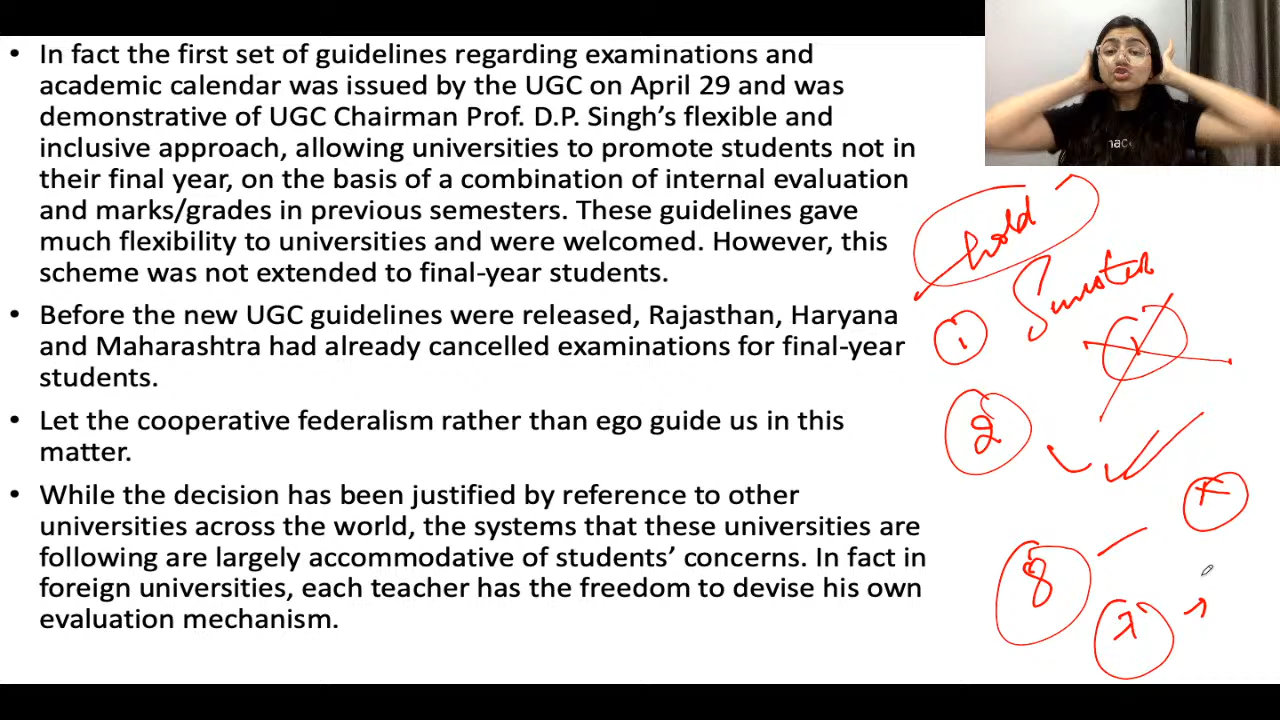 • In fact the first set of guidelines regarding examinations and
academic calendar was issued by the UGC on April 29 and was
demonstrative of UGC Chairman Prof. D.P. Singh’s flexible and
inclusive approach, allowing universities to promote students not in
their final year, on the basis of a combination of internal evaluation
and marks/grades in previous semesters. These guidelines gave
much flexibility to universities and were welcomed. However, this
scheme was not extended to final-year students.
• Before the new UGC guidelines were released, Rajasthan, Haryana
and Maharashtra had already cancelled examinations for final-year
students.
• Let the cooperative federalism rather than ego guide us in this
matter.
• While the decision has been justified by reference to other
universities across the world, the systems that these universities are
following are largely accommodative of students’ concerns. In fact in
foreign universities, each teacher has the freedom to devise his own
evaluation mechanism.
hold
Semester
1
1
2
8
7